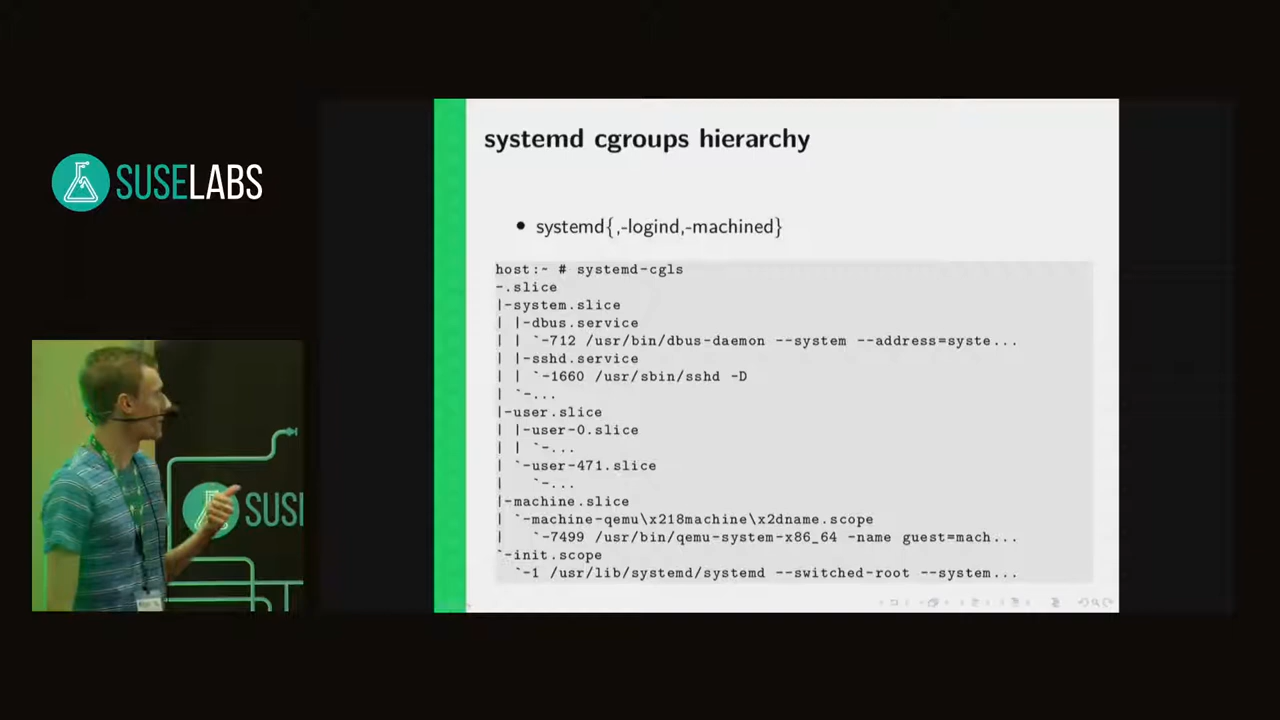 SUSELABS
systemd cgroups hierarchy
• systemd{,-logind,-machined}
host:~ # systemd-cgls
-.slice
|-system.slice
| |-dbus.service
| | `-712 /usr/bin/dbus-daemon --system --address=syste...
| |-sshd.service
| | `-1660 /usr/sbin/sshd -D
| `-...
|-user.slice
| |-user-0.slice
| | `-...
| `-user-471.slice
|   `-...
|-machine.slice
| `-machine-qemu\x218machine\x2dname.scope
|   `-7499 /usr/bin/qemu-system-x86_64 -name guest=mach...
`-init.scope
  `-1 /usr/lib/systemd/systemd --switched-root --system...
SUS